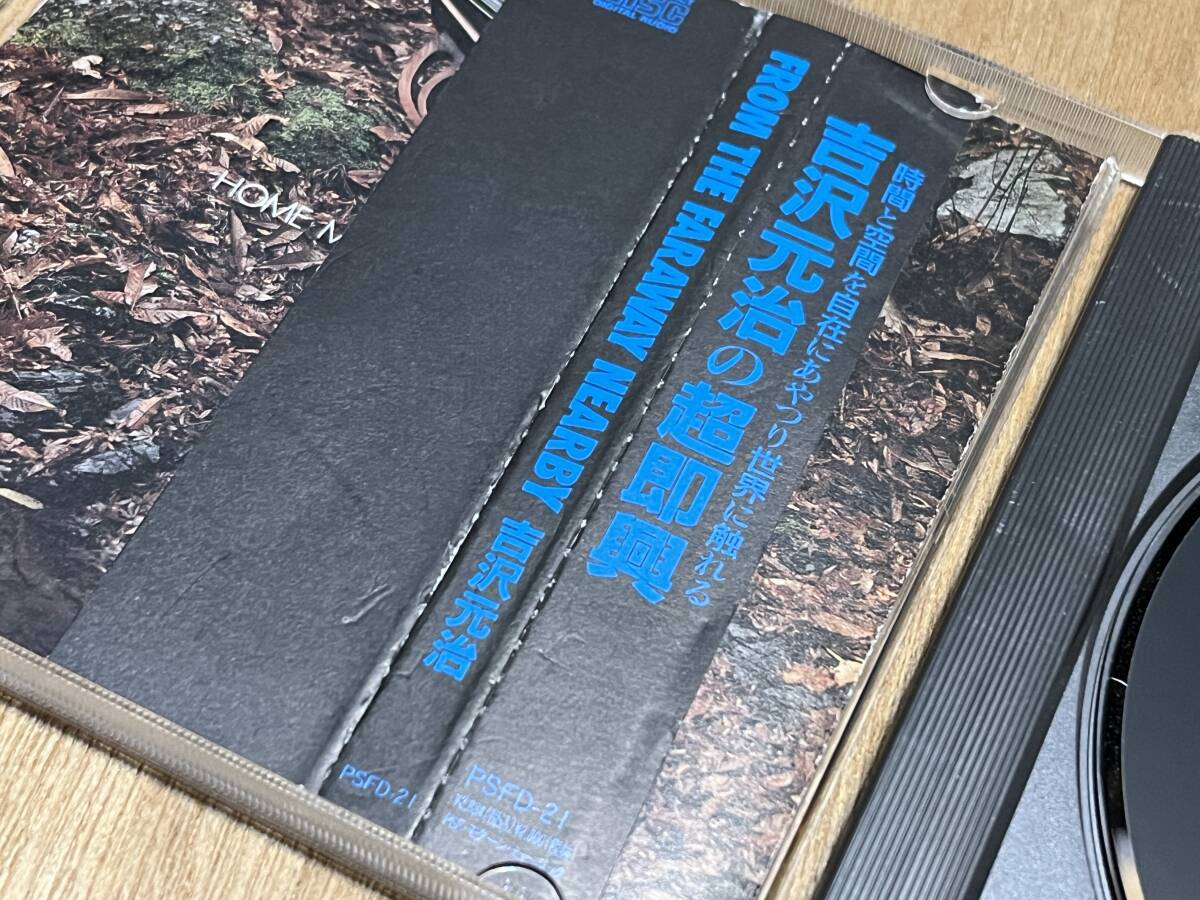 DISC
DIGITAL AUDIO
HOME
時間と空間を自在にあやつり世界に触れる
吉沢元治の超即興
FROM THE FARAWAY NEARBY 吉沢元治
PSFD-21
PSFD-21